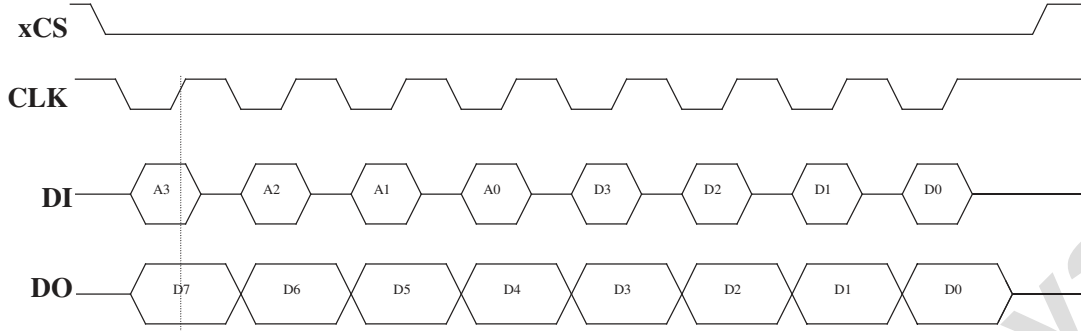 xCS
CLK
DI A3 A2 A1 A0 D3 D2 D1 D0
DO D7 D6 D5 D4 D3 D2 D1 D0